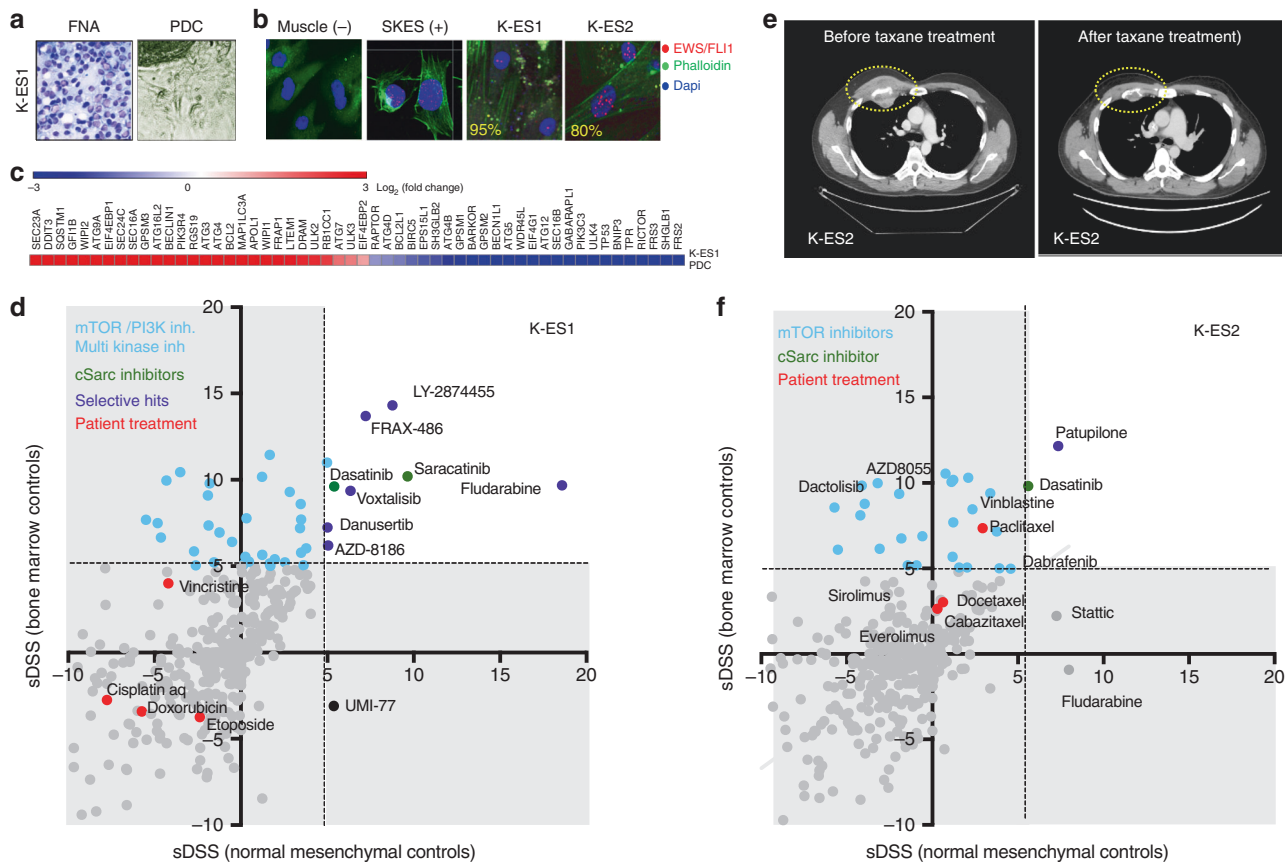 a
FNA
PDC
K-ES1
b
Muscle (–)
SKES (+)
K-ES1
K-ES2
95%
80%
EWS/FLI1
Phalloidin
Dapi
c
–3
0
3
Log2 (fold change)
SEC23A
DDIT3
SQSTM1
GFI1B
WIPI2
ATG9A
EIF4EBP1
SEC24C
SEC16A
GPSM3
ATG16L2
BECLIN1
PIK3R4
RGS19
ATG3
ATG4
BCL2
MAP1LC3A
APOL1
WIPI1
FRAP1
LTEM1
DRAM
ULK2
RB1CC1
ATG7
ULK3
EIF4EBP2
RAPTOR
ATG4D
BCL2L1
BIRC5
EPS15L1
SH3GLB2
ATG4B
GPSM1
BARKOR
GPSM2
BECN1L1
ATG5
WDR45L
EIF4G1
ATG12
SEC16B
GABARAPL1
PIK3C3
ULK4
TP53
BNIP3
TPR
RICTOR
FRS3
SHGLB1
FRS2
K-ES1
PDC
d
20
15
10
5
–5
–10
–10
–5
0
5
10
15
20
sDSS (bone marrow controls)
sDSS (normal mesenchymal controls)
mTOR /PI3K inh.
Multi kinase inh
cSarc inhibitors
Selective hits
Patient treatment
K-ES1
LY-2874455
FRAX-486
Dasatinib
Saracatinib
Voxtalisib
Fludarabine
Danusertib
AZD-8186
Vincristine
Cisplatin aq
Doxorubicin
Etoposide
UMI-77
e
Before taxane treatment
After taxane treatment)
K-ES2
K-ES2
f
20
15
10
5
–5
–10
–10
–5
0
5
10
15
20
sDSS (bone marrow controls)
sDSS (normal mesenchymal controls)
mTOR inhibitors
cSarc inhibitor
Patient treatment
K-ES2
Patupilone
AZD8055
Dactolisib
Dasatinib
Vinblastine
Paclitaxel
Dabrafenib
Sirolimus
Docetaxel
Cabazitaxel
Stattic
Everolimus
Fludarabine